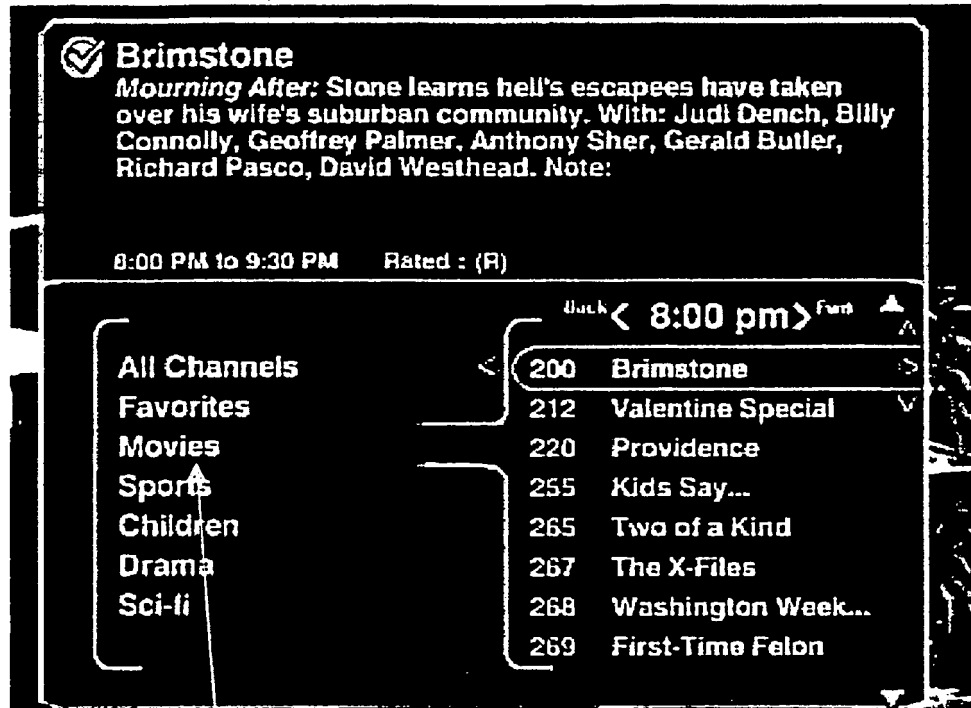 Brimstone
Mourning After: Stone learns hell's escapees have taken
over his wife's suburban community. With: Judi Dench, Billy
Connolly, Geoffrey Palmer, Anthony Sher, Gerald Butler,
Richard Pasco, David Westhead. Note:
8:00 PM to 9:30 PM Rated : (R)
Back < 8:00 pm > Fwd
All Channels < 200 Brimstone >
Favorites 212 Valentine Special
Movies 220 Providence
Sports 255 Kids Say...
Children 265 Two of a Kind
Drama 267 The X-Files
Sci-fi 268 Washington Week...
269 First-Time Felon